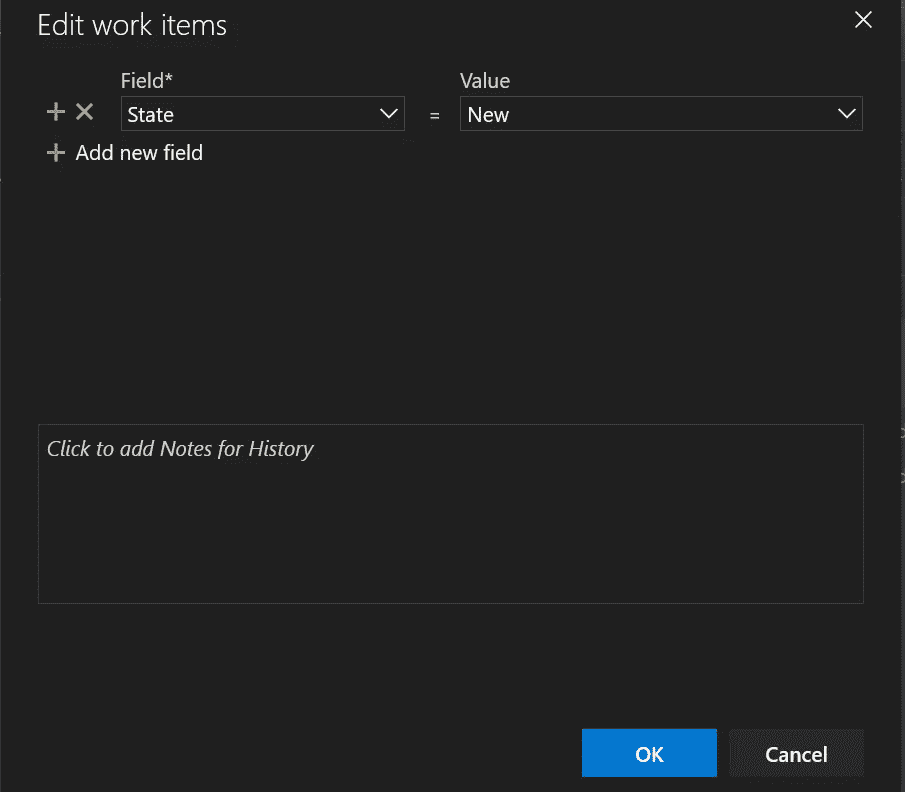 Edit work items
Field* Value
State = New
Add new field
Click to add Notes for History
OK Cancel